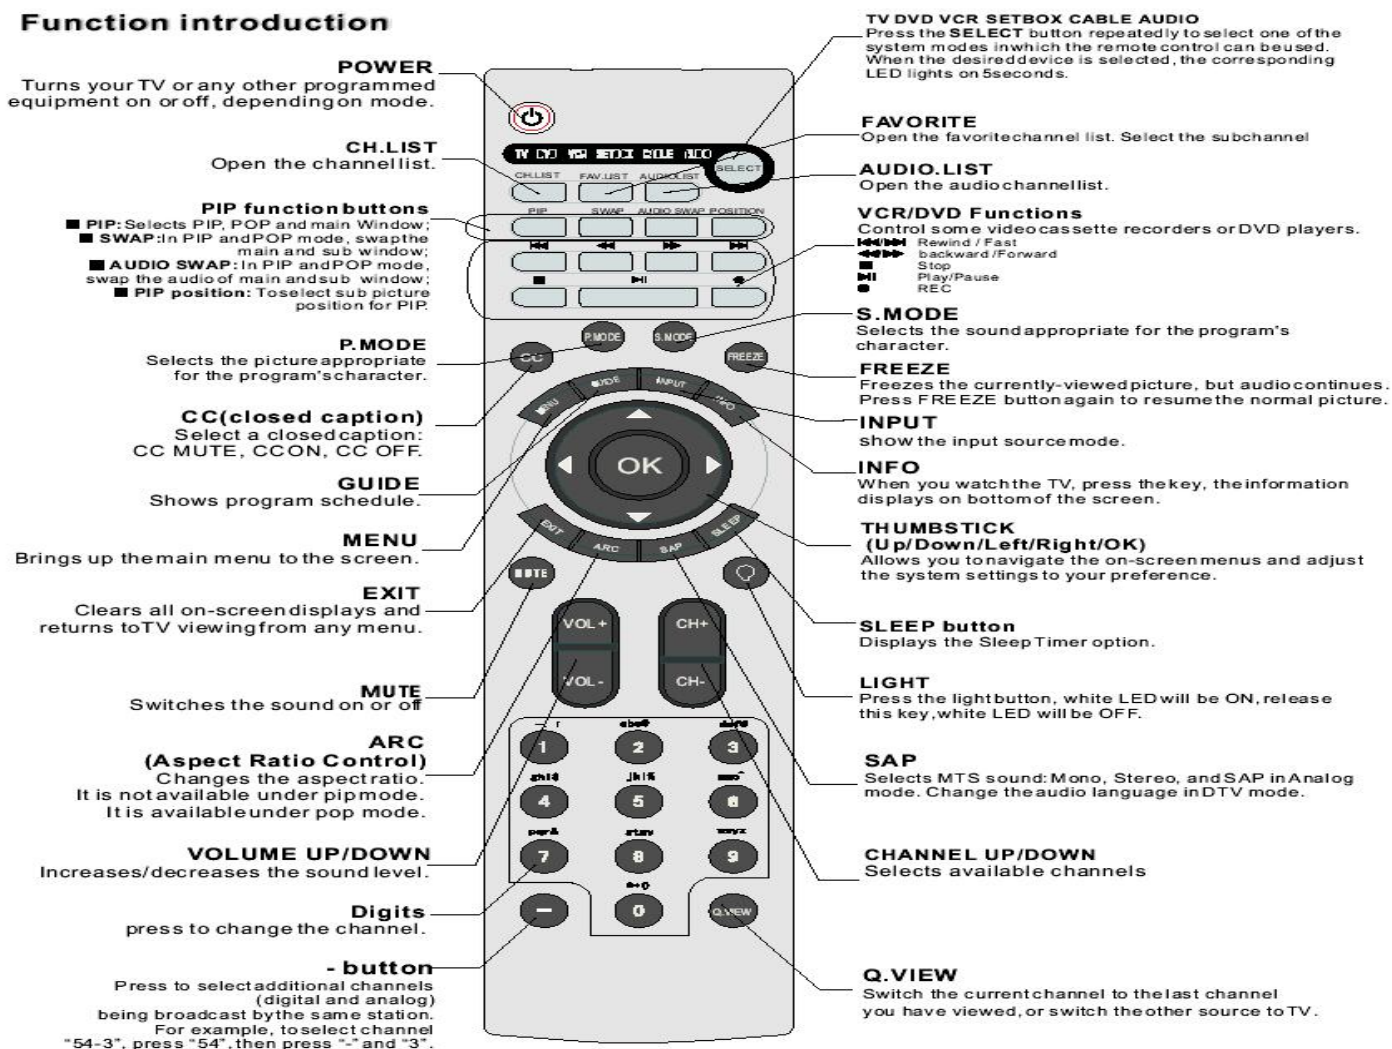 Function introduction
POWER
Turns your TV or any other programmed
equipment on or off, depending on mode.
CH.LIST
Open the channel list.
PIP function buttons
■ PIP: Selects PIP, POP and main Window;
■ SWAP: In PIP and POP mode, swap the
main and sub window;
■ AUDIO SWAP: In PIP and POP mode,
swap the audio of main and sub window;
■ PIP position: To select sub picture
position for PIP.
P.MODE
Selects the picture appropriate
for the program's character.
CC(closed caption)
Select a closed caption:
CC MUTE, CC ON, CC OFF.
GUIDE
Shows program schedule.
MENU
Brings up the main menu to the screen.
EXIT
Clears all on-screen displays and
returns to TV viewing from any menu.
MUTE
Switches the sound on or off
ARC
(Aspect Ratio Control)
Changes the aspect ratio.
It is not available under pip mode.
It is available under pop mode.
VOLUME UP/DOWN
Increases/decreases the sound level.
Digits
press to change the channel.
- button
Press to select additional channels
(digital and analog)
being broadcast by the same station.
For example, to select channel
"54-3", press "54", then press "-" and "3".
TV DVD VCR SETBOX CABLE AUDIO
SELECT
CH.LIST FAV.LIST AUDIO.LIST
PIP SWAP AUDIO SWAP POSITION
P.MODE S.MODE
CC FREEZE
MENU GUIDE INPUT INFO
OK
EXIT ARC SAP SLEEP
MUTE
VOL+ CH+
VOL- CH-
1 2 3
4 5 6
7 8 9
- 0 Q.VIEW
TV DVD VCR SETBOX CABLE AUDIO
Press the SELECT button repeatedly to select one of the
system modes in which the remote control can be used.
When the desired device is selected, the corresponding
LED lights on 5seconds.
FAVORITE
Open the favorite channel list. Select the subchannel
AUDIO.LIST
Open the audio channel list.
VCR/DVD Functions
Control some video cassette recorders or DVD players.
Rewind / Fast
backward /Forward
Stop
Play/Pause
REC
S.MODE
Selects the sound appropriate for the program's
character.
FREEZE
Freezes the currently-viewed picture, but audio continues.
Press FREEZE button again to resume the normal picture.
INPUT
show the input source mode.
INFO
When you watch the TV, press the key, the information
displays on bottom of the screen.
THUMBSTICK
(Up/Down/Left/Right/OK)
Allows you to navigate the on-screen menus and adjust
the system settings to your preference.
SLEEP button
Displays the Sleep Timer option.
LIGHT
Press the light button, white LED will be ON, release
this key, white LED will be OFF.
SAP
Selects MTS sound: Mono, Stereo, and SAP in Analog
mode. Change the audio language in DTV mode.
CHANNEL UP/DOWN
Selects available channels
Q.VIEW
Switch the current channel to the last channel
you have viewed, or switch the other source to TV.